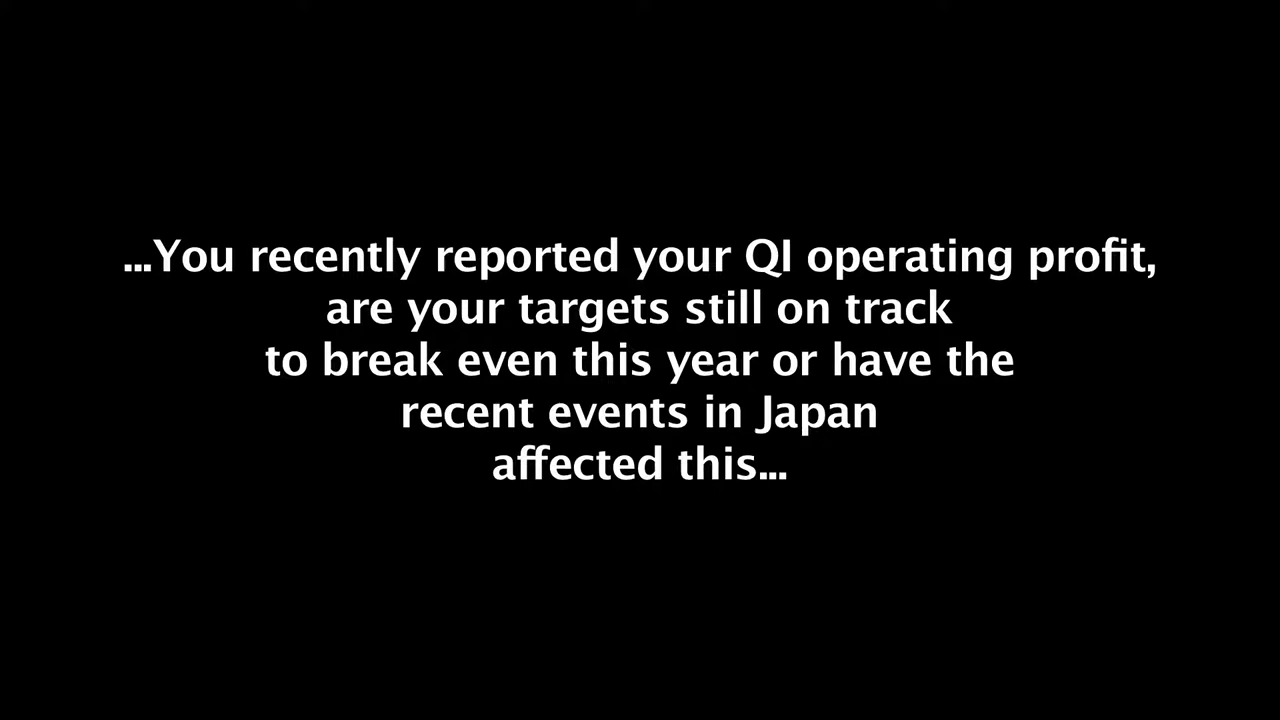 ...You recently reported your QI operating profit,
are your targets still on track
to break even this year or have the
recent events in Japan
affected this...